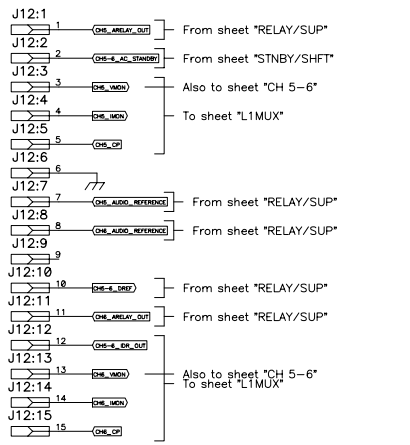 J12:1
1 CH5_ARELAY_OUT From sheet "RELAY/SUP"
J12:2
2 CH5-6_AC_STANDBY From sheet "STNBY/SHFT"
J12:3
3 CH5_VMON Also to sheet "CH 5-6"
J12:4
4 CH5_IMON To sheet "L1MUX"
J12:5
5 CH5_CP
J12:6
6
J12:7
7 CH5_AUDIO_REFERENCE From sheet "RELAY/SUP"
J12:8
8 CH6_AUDIO_REFERENCE From sheet "RELAY/SUP"
J12:9
9
J12:10
10 CH5-6_DREF From sheet "RELAY/SUP"
J12:11
11 CH6_ARELAY_OUT From sheet "RELAY/SUP"
J12:12
12 CH5-6_IDR_OUT
J12:13
13 CH6_VMON Also to sheet "CH 5-6"
To sheet "L1MUX"
J12:14
14 CH6_IMON
J12:15
15 CH6_CP